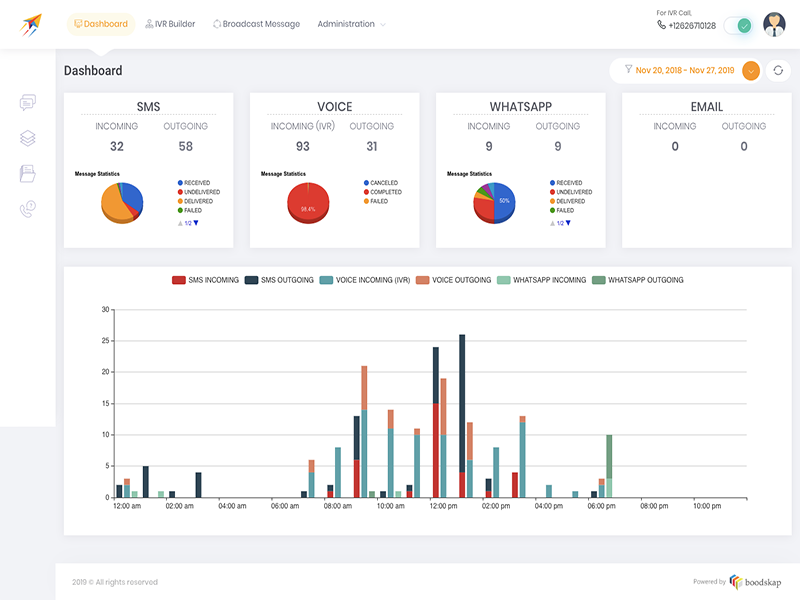 Dashboard IVR Builder Broadcast Message Administration
For IVR Call,
+12626710128
Dashboard
Nov 20, 2018 - Nov 27, 2019
SMS VOICE WHATSAPP EMAIL
INCOMING OUTGOING INCOMING (IVR) OUTGOING INCOMING OUTGOING INCOMING OUTGOING
32 58 93 31 9 9 0 0
Message Statistics
RECEIVED
UNDELIVERED
DELIVERED
FAILED
1/2
Message Statistics
98.4%
CANCELED
COMPLETED
FAILED
Message Statistics
50%
RECEIVED
UNDELIVERED
DELIVERED
FAILED
1/2
SMS INCOMING SMS OUTGOING VOICE INCOMING (IVR) VOICE OUTGOING WHATSAPP INCOMING WHATSAPP OUTGOING
30
25
20
15
10
5
0
12:00 am 02:00 am 04:00 am 06:00 am 08:00 am 10:00 am 12:00 pm 02:00 pm 04:00 pm 06:00 pm 08:00 pm 10:00 pm
2019 © All rights reserved
Powered by boodskap